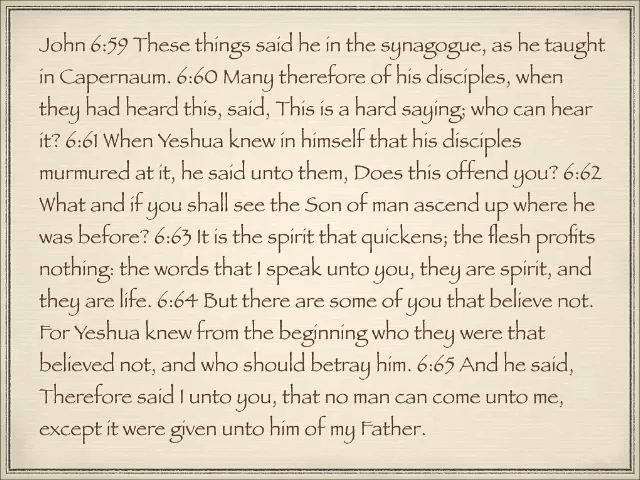 John 6:59 These things said he in the synagogue, as he taught
in Capernaum. 6:60 Many therefore of his disciples, when
they had heard this, said, This is a hard saying; who can hear
it? 6:61 When Yeshua knew in himself that his disciples
murmured at it, he said unto them, Does this offend you? 6:62
What and if you shall see the Son of man ascend up where he
was before? 6:63 It is the spirit that quickens; the flesh profits
nothing: the words that I speak unto you, they are spirit, and
they are life. 6:64 But there are some of you that believe not.
For Yeshua knew from the beginning who they were that
believed not, and who should betray him. 6:65 And he said,
Therefore said I unto you, that no man can come unto me,
except it were given unto him of my Father.